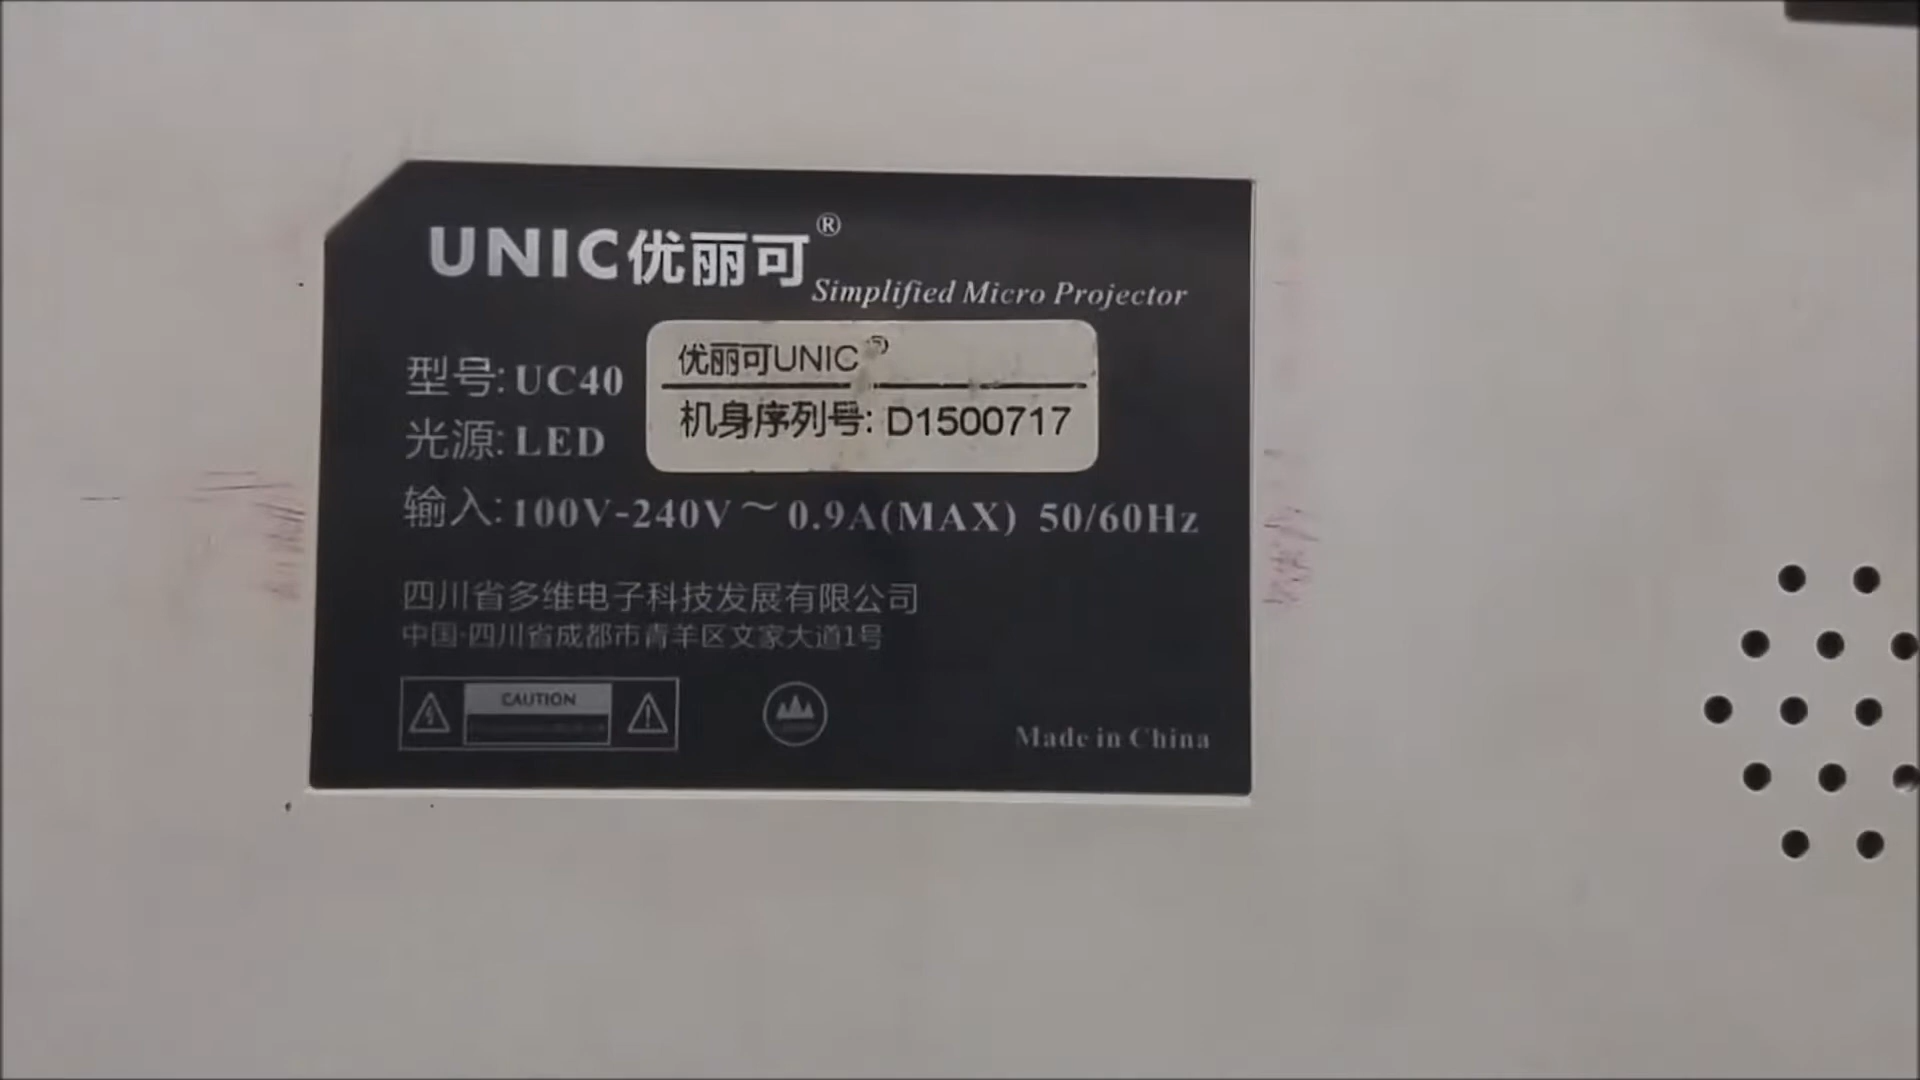 UNIC优丽可®
Simplified Micro Projector
型号: UC40
光源: LED
优丽可UNIC®
机身序列号: D1500717
输入: 100V-240V ~ 0.9A(MAX) 50/60Hz
四川省多维电子科技发展有限公司
中国·四川省成都市青羊区文家大道1号
CAUTION
Made in China